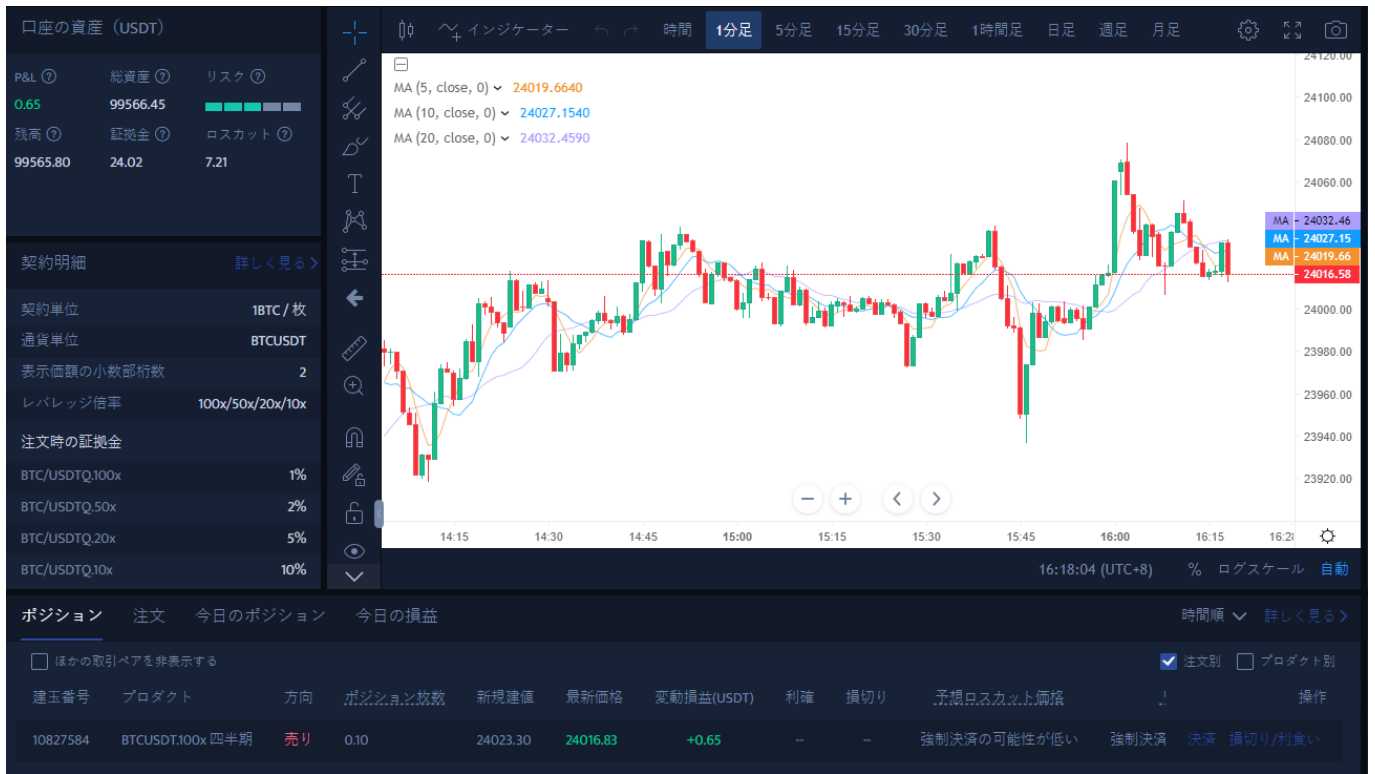 口座の資産（USDT）
P&L ? 総資産 ? リスク ?
0.65 99566.45
残高 ? 証拠金 ? ロスカット ?
99565.80 24.02 7.21
契約明細 詳しく見る >
契約単位 1BTC / 枚
通貨単位 BTCUSDT
表示価額の小数部桁数 2
レバレッジ倍率 100x/50x/20x/10x
注文時の証拠金
BTC/USDTQ.100x 1%
BTC/USDTQ.50x 2%
BTC/USDTQ.20x 5%
BTC/USDTQ.10x 10%
インジケーター 時間 1分足 5分足 15分足 30分足 1時間足 日足 週足 月足
MA (5, close, 0) 24019.6640
MA (10, close, 0) 24027.1540
MA (20, close, 0) 24032.4590
T
24120.00
24100.00
24080.00
24060.00
MA 24032.46
MA 24027.15
MA 24019.66
24016.58
24000.00
23980.00
23960.00
23940.00
23920.00
14:15 14:30 14:45 15:00 15:15 15:30 15:45 16:00 16:15
16:18:04 (UTC+8) % ログスケール 自動
ポジション 注文 今日のポジション 今日の損益 時間順 詳しく見る >
ほかの取引ペアを非表示する 注文別 プロダクト別
建玉番号 プロダクト 方向 ポジション枚数 新規建値 最新価格 変動損益(USDT) 利確 損切り 予想ロスカット価格 操作
10827584 BTCUSDT.100x 四半期 売り 0.10 24023.30 24016.83 +0.65 -- -- 強制決済の可能性が低い 強制決済 決済 損切り/利食い